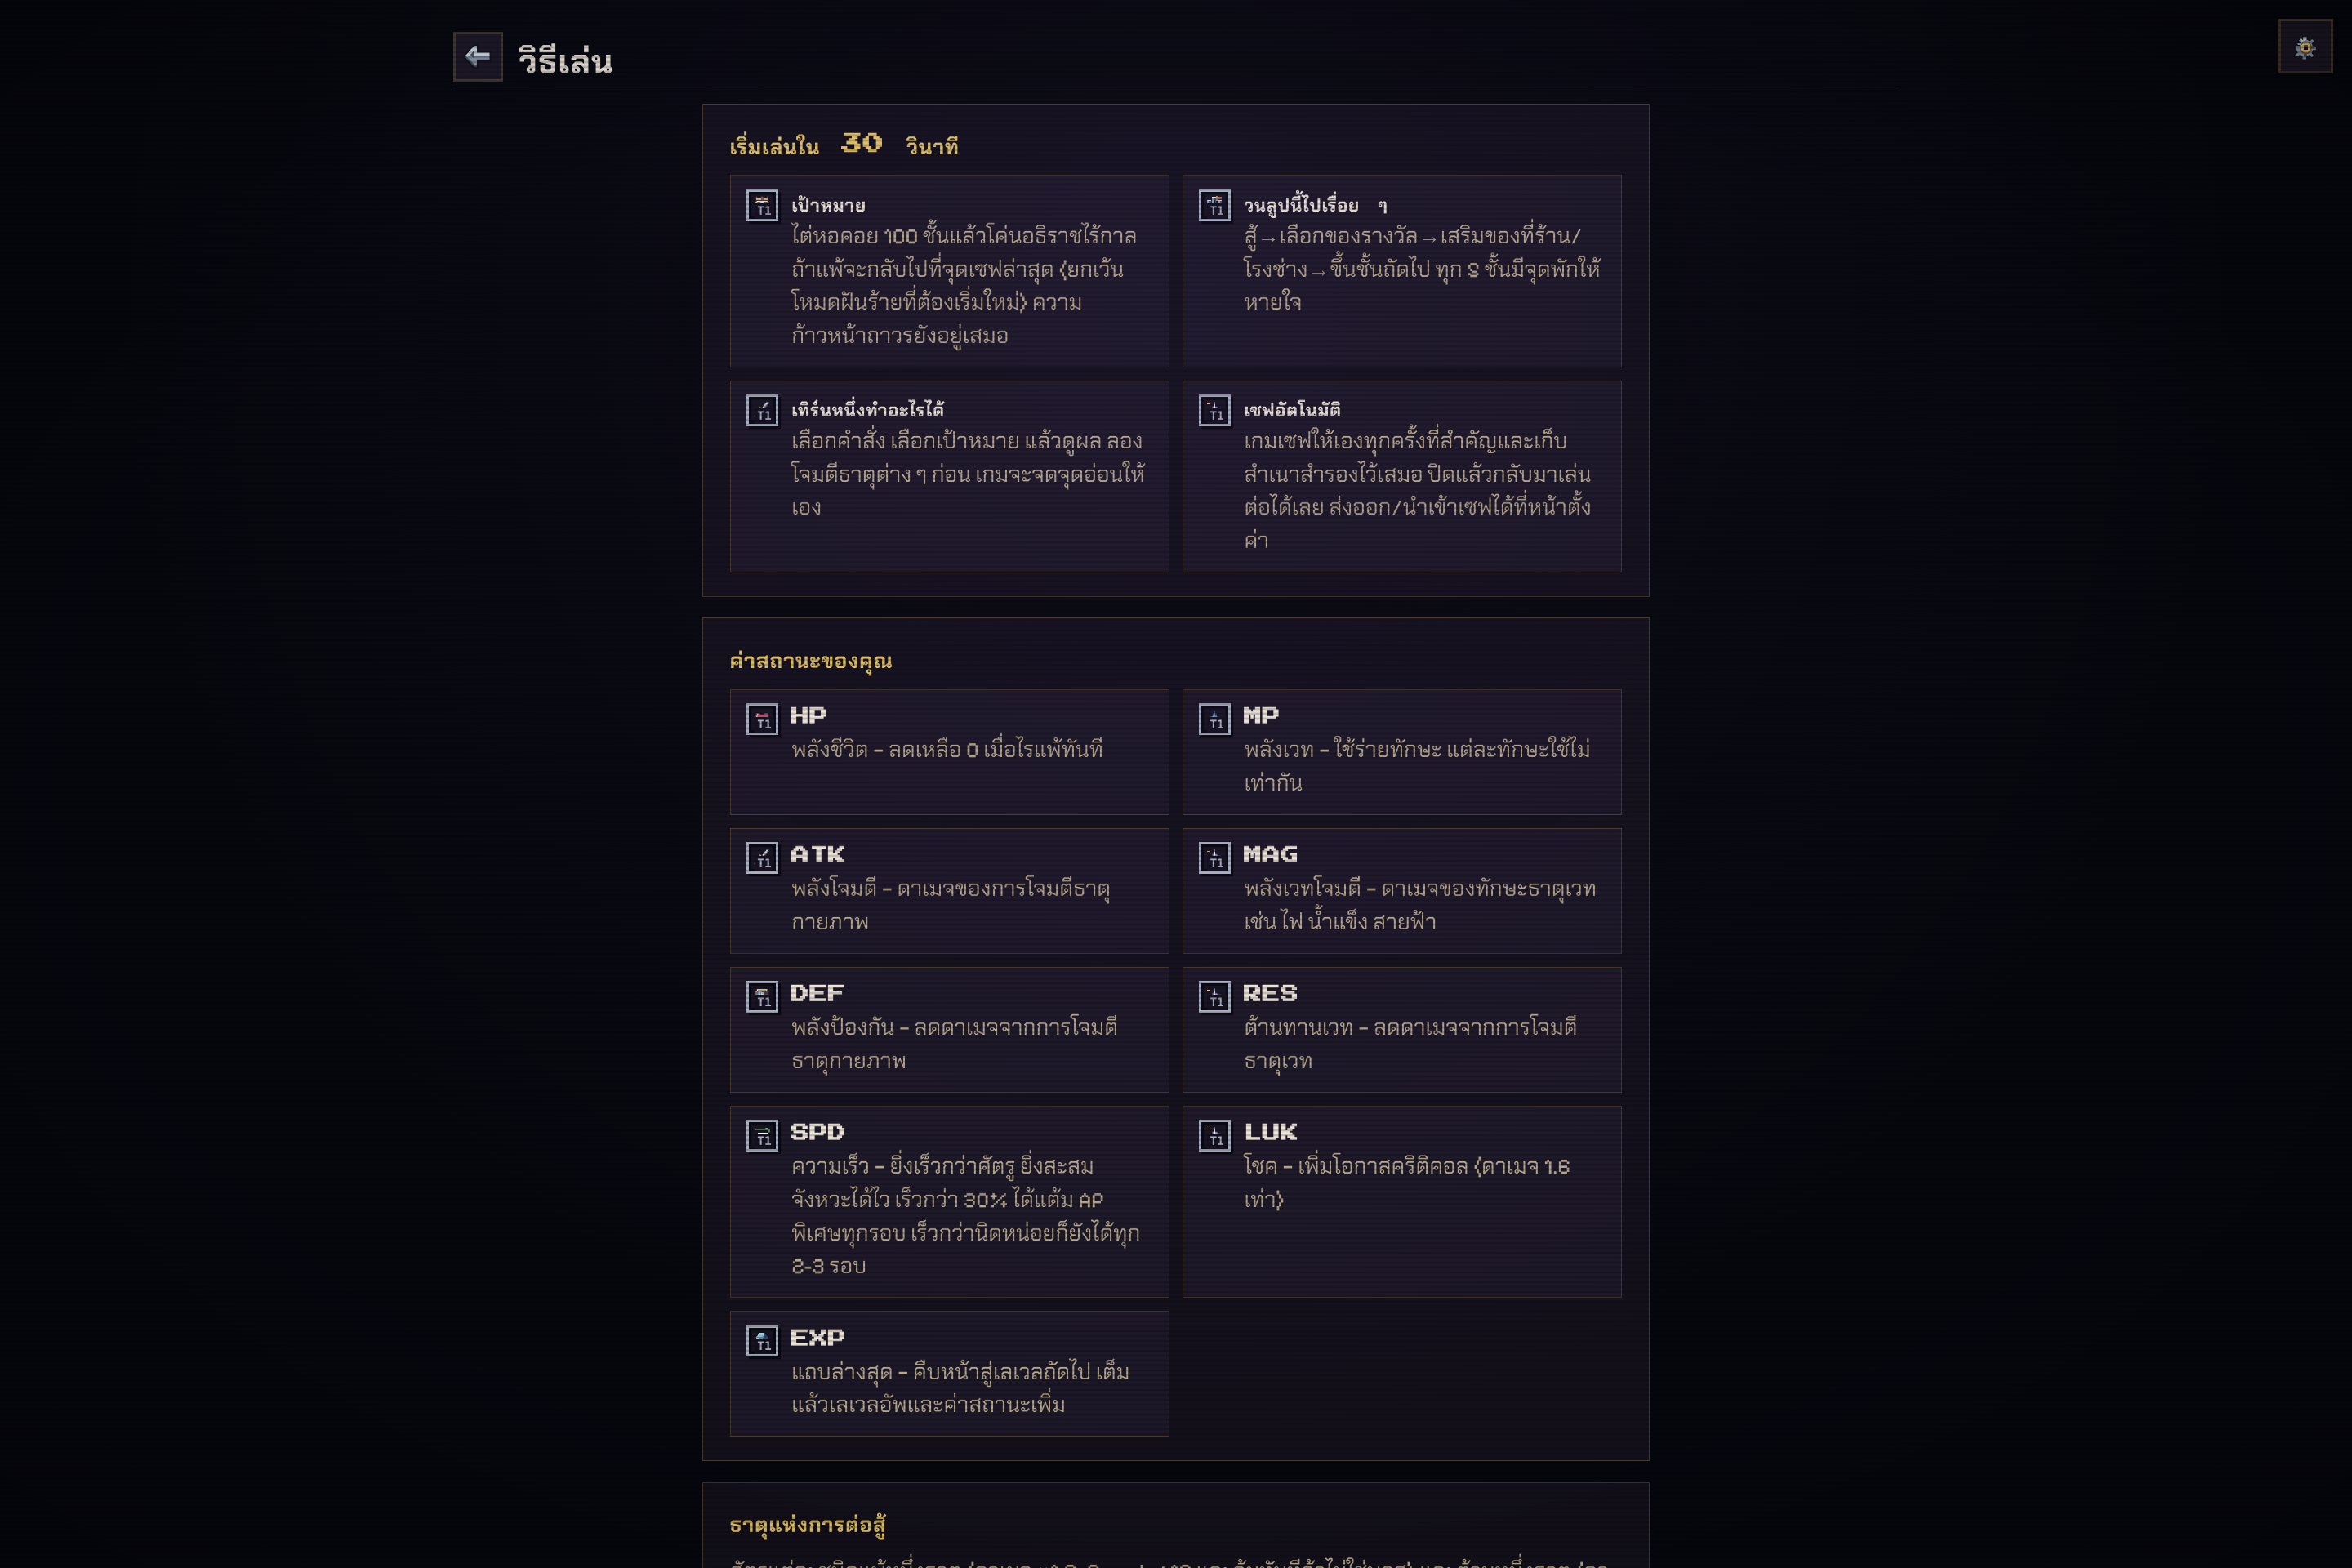 วิธีเล่น
เริ่มเล่นใน 30 วินาที
T1 เป้าหมาย
ไต่หอคอย 100 ชั้นแล้วโค่นอธิราชไร้กาล
ถ้าแพ้จะกลับไปที่จุดเซฟล่าสุด (ยกเว้น
โหมดฝันร้ายที่ต้องเริ่มใหม่) ความ
ก้าวหน้าถาวรยังอยู่เสมอ
T1 วนลูปนี้ไปเรื่อย ๆ
สู้→เลือกของรางวัล→เสริมของที่ร้าน/
โรงช่าง→ขึ้นชั้นถัดไป ทุก 5 ชั้นมีจุดพักให้
หายใจ
T1 เทิร์นหนึ่งทำอะไรได้
เลือกคำสั่ง เลือกเป้าหมาย แล้วดูผล ลอง
โจมตีธาตุต่าง ๆ ก่อน เกมจะจดจุดอ่อนให้
เอง
T1 เซฟอัตโนมัติ
เกมเซฟให้เองทุกครั้งที่สำคัญและเก็บ
สำเนาสำรองไว้เสมอ ปิดแล้วกลับมาเล่น
ต่อได้เลย ส่งออก/นำเข้าเซฟได้ที่หน้าตั้ง
ค่า
ค่าสถานะของคุณ
T1 HP
พลังชีวิต – ลดเหลือ 0 เมื่อไรแพ้ทันที
T1 MP
พลังเวท – ใช้ร่ายทักษะ แต่ละทักษะใช้ไม่
เท่ากัน
T1 ATK
พลังโจมตี – ดาเมจของการโจมตีธาตุ
กายภาพ
T1 MAG
พลังเวทโจมตี – ดาเมจของทักษะธาตุเวท
เช่น ไฟ น้ำแข็ง สายฟ้า
T1 DEF
พลังป้องกัน – ลดดาเมจจากการโจมตี
ธาตุกายภาพ
T1 RES
ต้านทานเวท – ลดดาเมจจากการโจมตี
ธาตุเวท
T1 SPD
ความเร็ว – ยิ่งเร็วกว่าศัตรู ยิ่งสะสม
จังหวะได้ไว เร็วกว่า 30% ได้แต้ม AP
พิเศษทุกรอบ เร็วกว่านิดหน่อยก็ยังได้ทุก
2-3 รอบ
T1 LUK
โชค – เพิ่มโอกาสคริติคอล (ดาเมจ 1.6
เท่า)
T1 EXP
แถบล่างสุด – คืบหน้าสู่เลเวลถัดไป เต็ม
แล้วเลเวลอัพและค่าสถานะเพิ่ม
ธาตุแห่งการต่อสู้